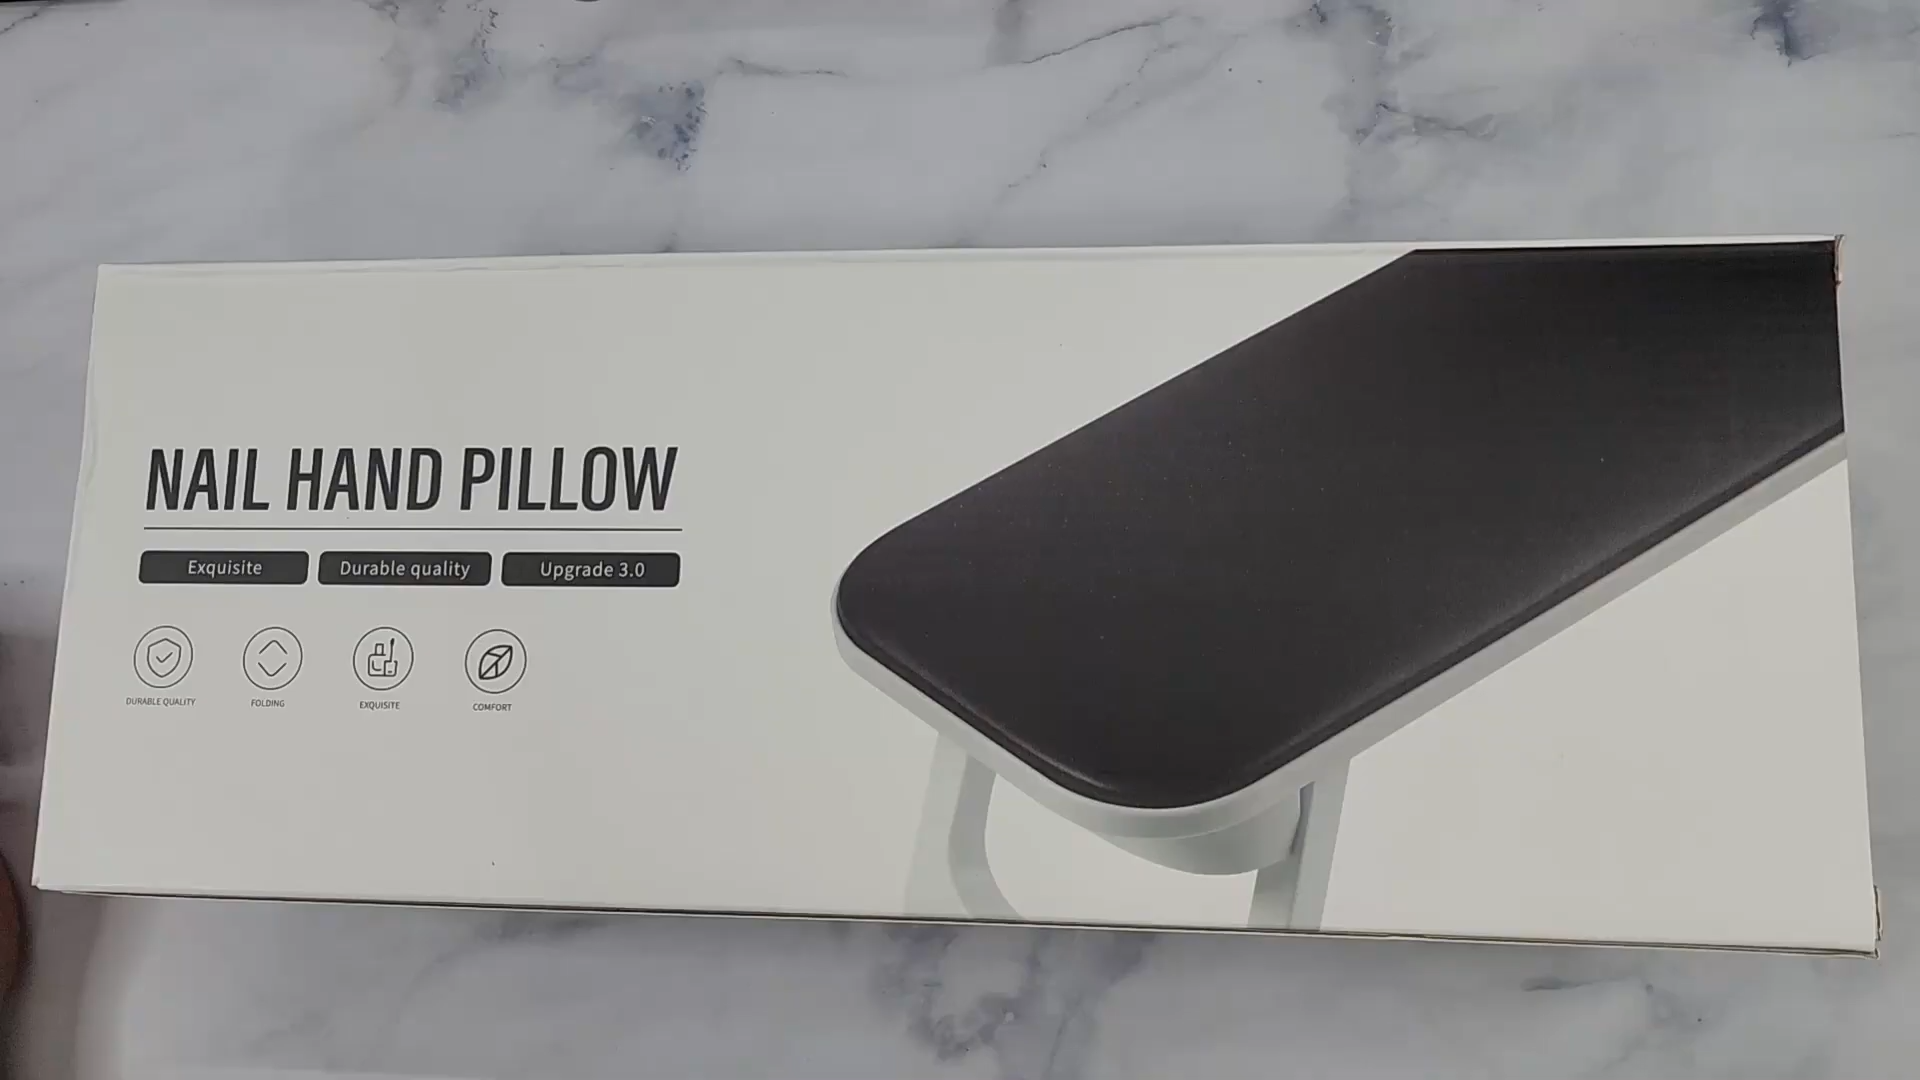 NAIL HAND PILLOW
Exquisite Durable quality Upgrade 3.0
DURABLE QUALITY FOLDING EXQUISITE COMFORT